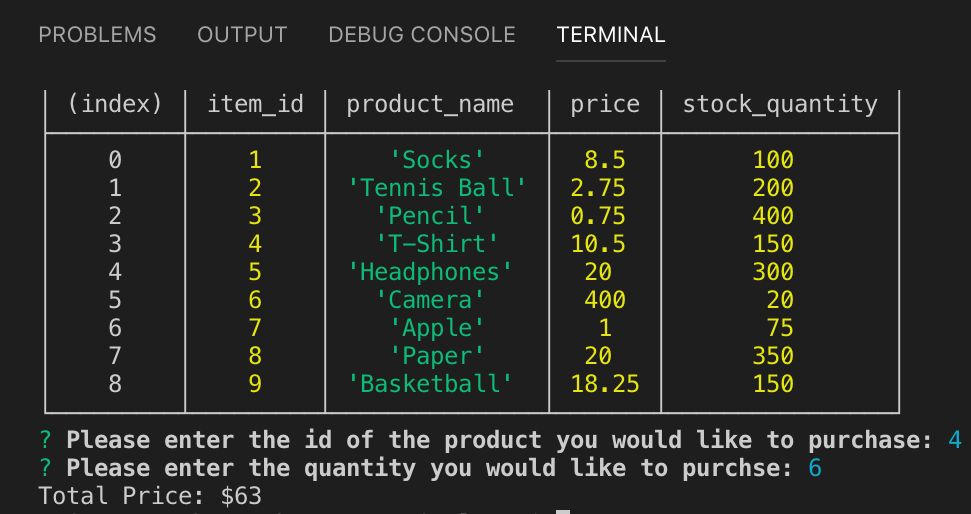 PROBLEMS OUTPUT DEBUG CONSOLE TERMINAL
(index) item_id product_name price stock_quantity
0 1 'Socks' 8.5 100
1 2 'Tennis Ball' 2.75 200
2 3 'Pencil' 0.75 400
3 4 'T-Shirt' 10.5 150
4 5 'Headphones' 20 300
5 6 'Camera' 400 20
6 7 'Apple' 1 75
7 8 'Paper' 20 350
8 9 'Basketball' 18.25 150
? Please enter the id of the product you would like to purchase: 4
? Please enter the quantity you would like to purchse: 6
Total Price: $63